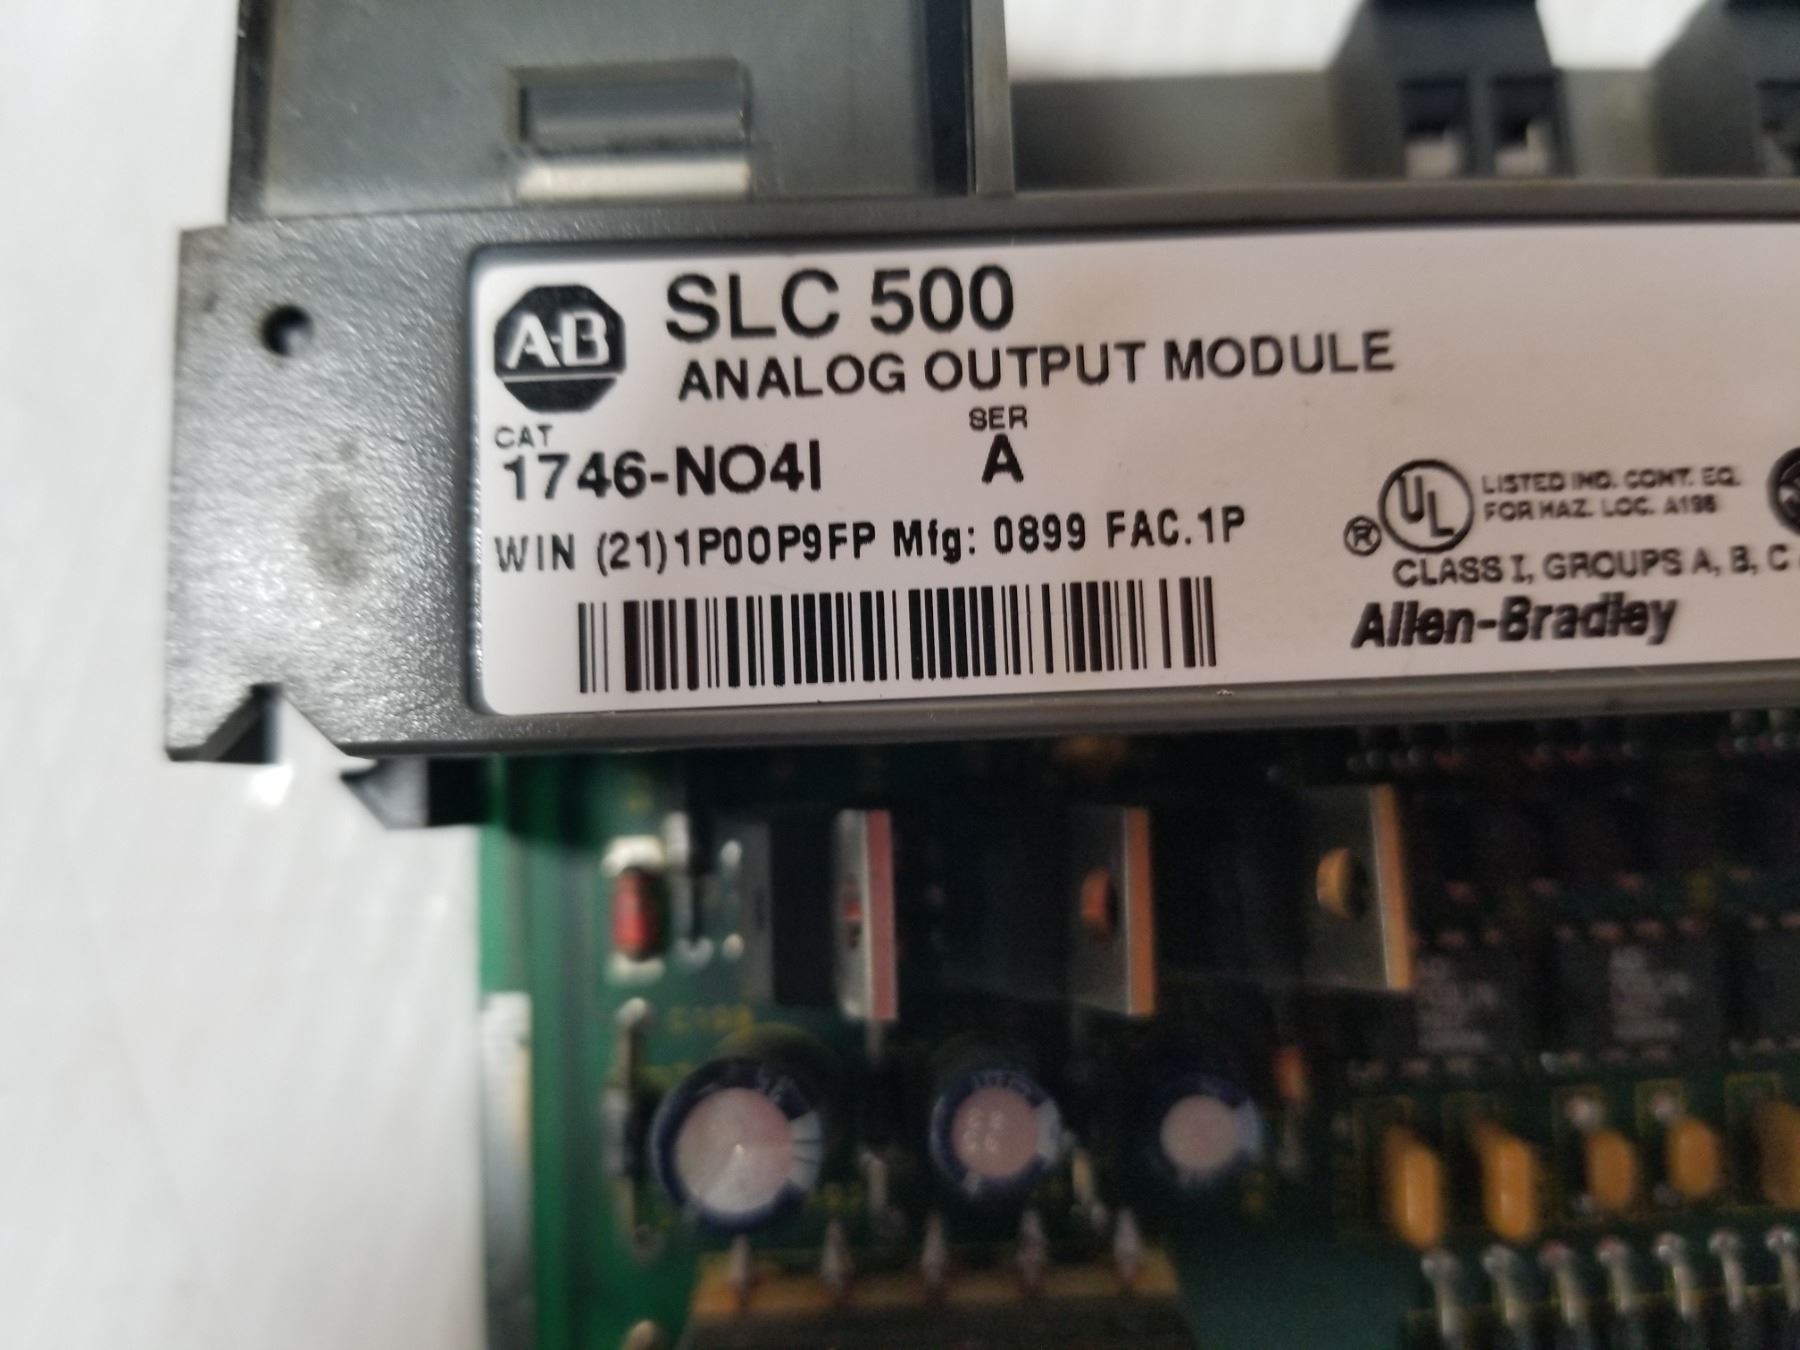 A-B
SLC 500
ANALOG OUTPUT MODULE
CAT
SER
1746-NO4I A
WIN (21)1P00P9FP Mfg: 0899 FAC.1P
® UL LISTED IND. CONT. EQ.
FOR HAZ. LOC. A196
CLASS I, GROUPS A, B, C
Allen-Bradley